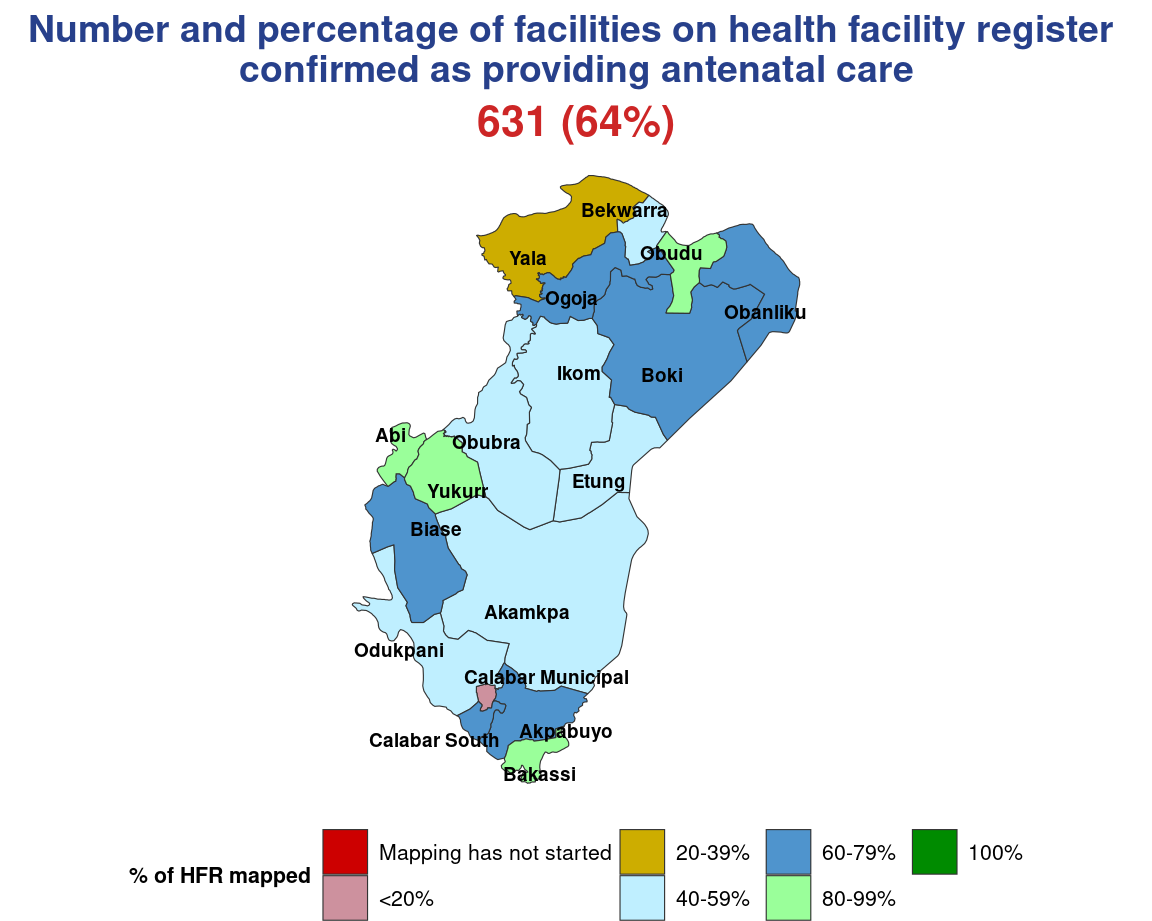 Number and percentage of facilities on health facility register
confirmed as providing antenatal care
631 (64%)
Bekwarra
Obudu
Yala
Ogoja
Obanliku
Ikom
Boki
Abi
Obubra
Etung
Yukurr
Biase
Akamkpa
Odukpani
Calabar Municipal
Akpabuyo
Calabar South
Bakassi
% of HFR mapped
Mapping has not started
<20%
20-39%
40-59%
60-79%
80-99%
100%